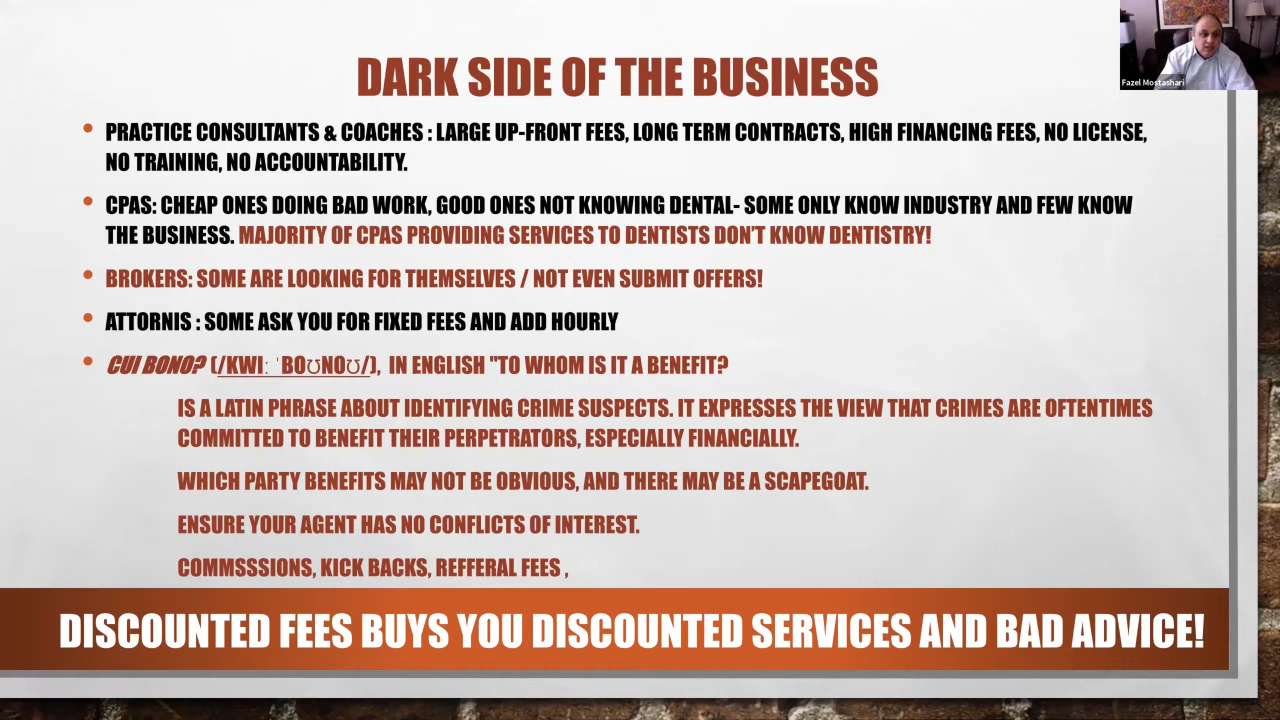 DARK SIDE OF THE BUSINESS
Fazel Mostashari
• PRACTICE CONSULTANTS & COACHES : LARGE UP-FRONT FEES, LONG TERM CONTRACTS, HIGH FINANCING FEES, NO LICENSE,
NO TRAINING, NO ACCOUNTABILITY.
• CPAS: CHEAP ONES DOING BAD WORK, GOOD ONES NOT KNOWING DENTAL- SOME ONLY KNOW INDUSTRY AND FEW KNOW
THE BUSINESS. MAJORITY OF CPAS PROVIDING SERVICES TO DENTISTS DON'T KNOW DENTISTRY!
• BROKERS: SOME ARE LOOKING FOR THEMSELVES / NOT EVEN SUBMIT OFFERS!
• ATTORNIS : SOME ASK YOU FOR FIXED FEES AND ADD HOURLY
• CUI BONO? (/KWIː ˈBOƱNOƱ/), IN ENGLISH "TO WHOM IS IT A BENEFIT?
IS A LATIN PHRASE ABOUT IDENTIFYING CRIME SUSPECTS. IT EXPRESSES THE VIEW THAT CRIMES ARE OFTENTIMES
COMMITTED TO BENEFIT THEIR PERPETRATORS, ESPECIALLY FINANCIALLY.
WHICH PARTY BENEFITS MAY NOT BE OBVIOUS, AND THERE MAY BE A SCAPEGOAT.
ENSURE YOUR AGENT HAS NO CONFLICTS OF INTEREST.
COMMSSSIONS, KICK BACKS, REFFERAL FEES ,
DISCOUNTED FEES BUYS YOU DISCOUNTED SERVICES AND BAD ADVICE!